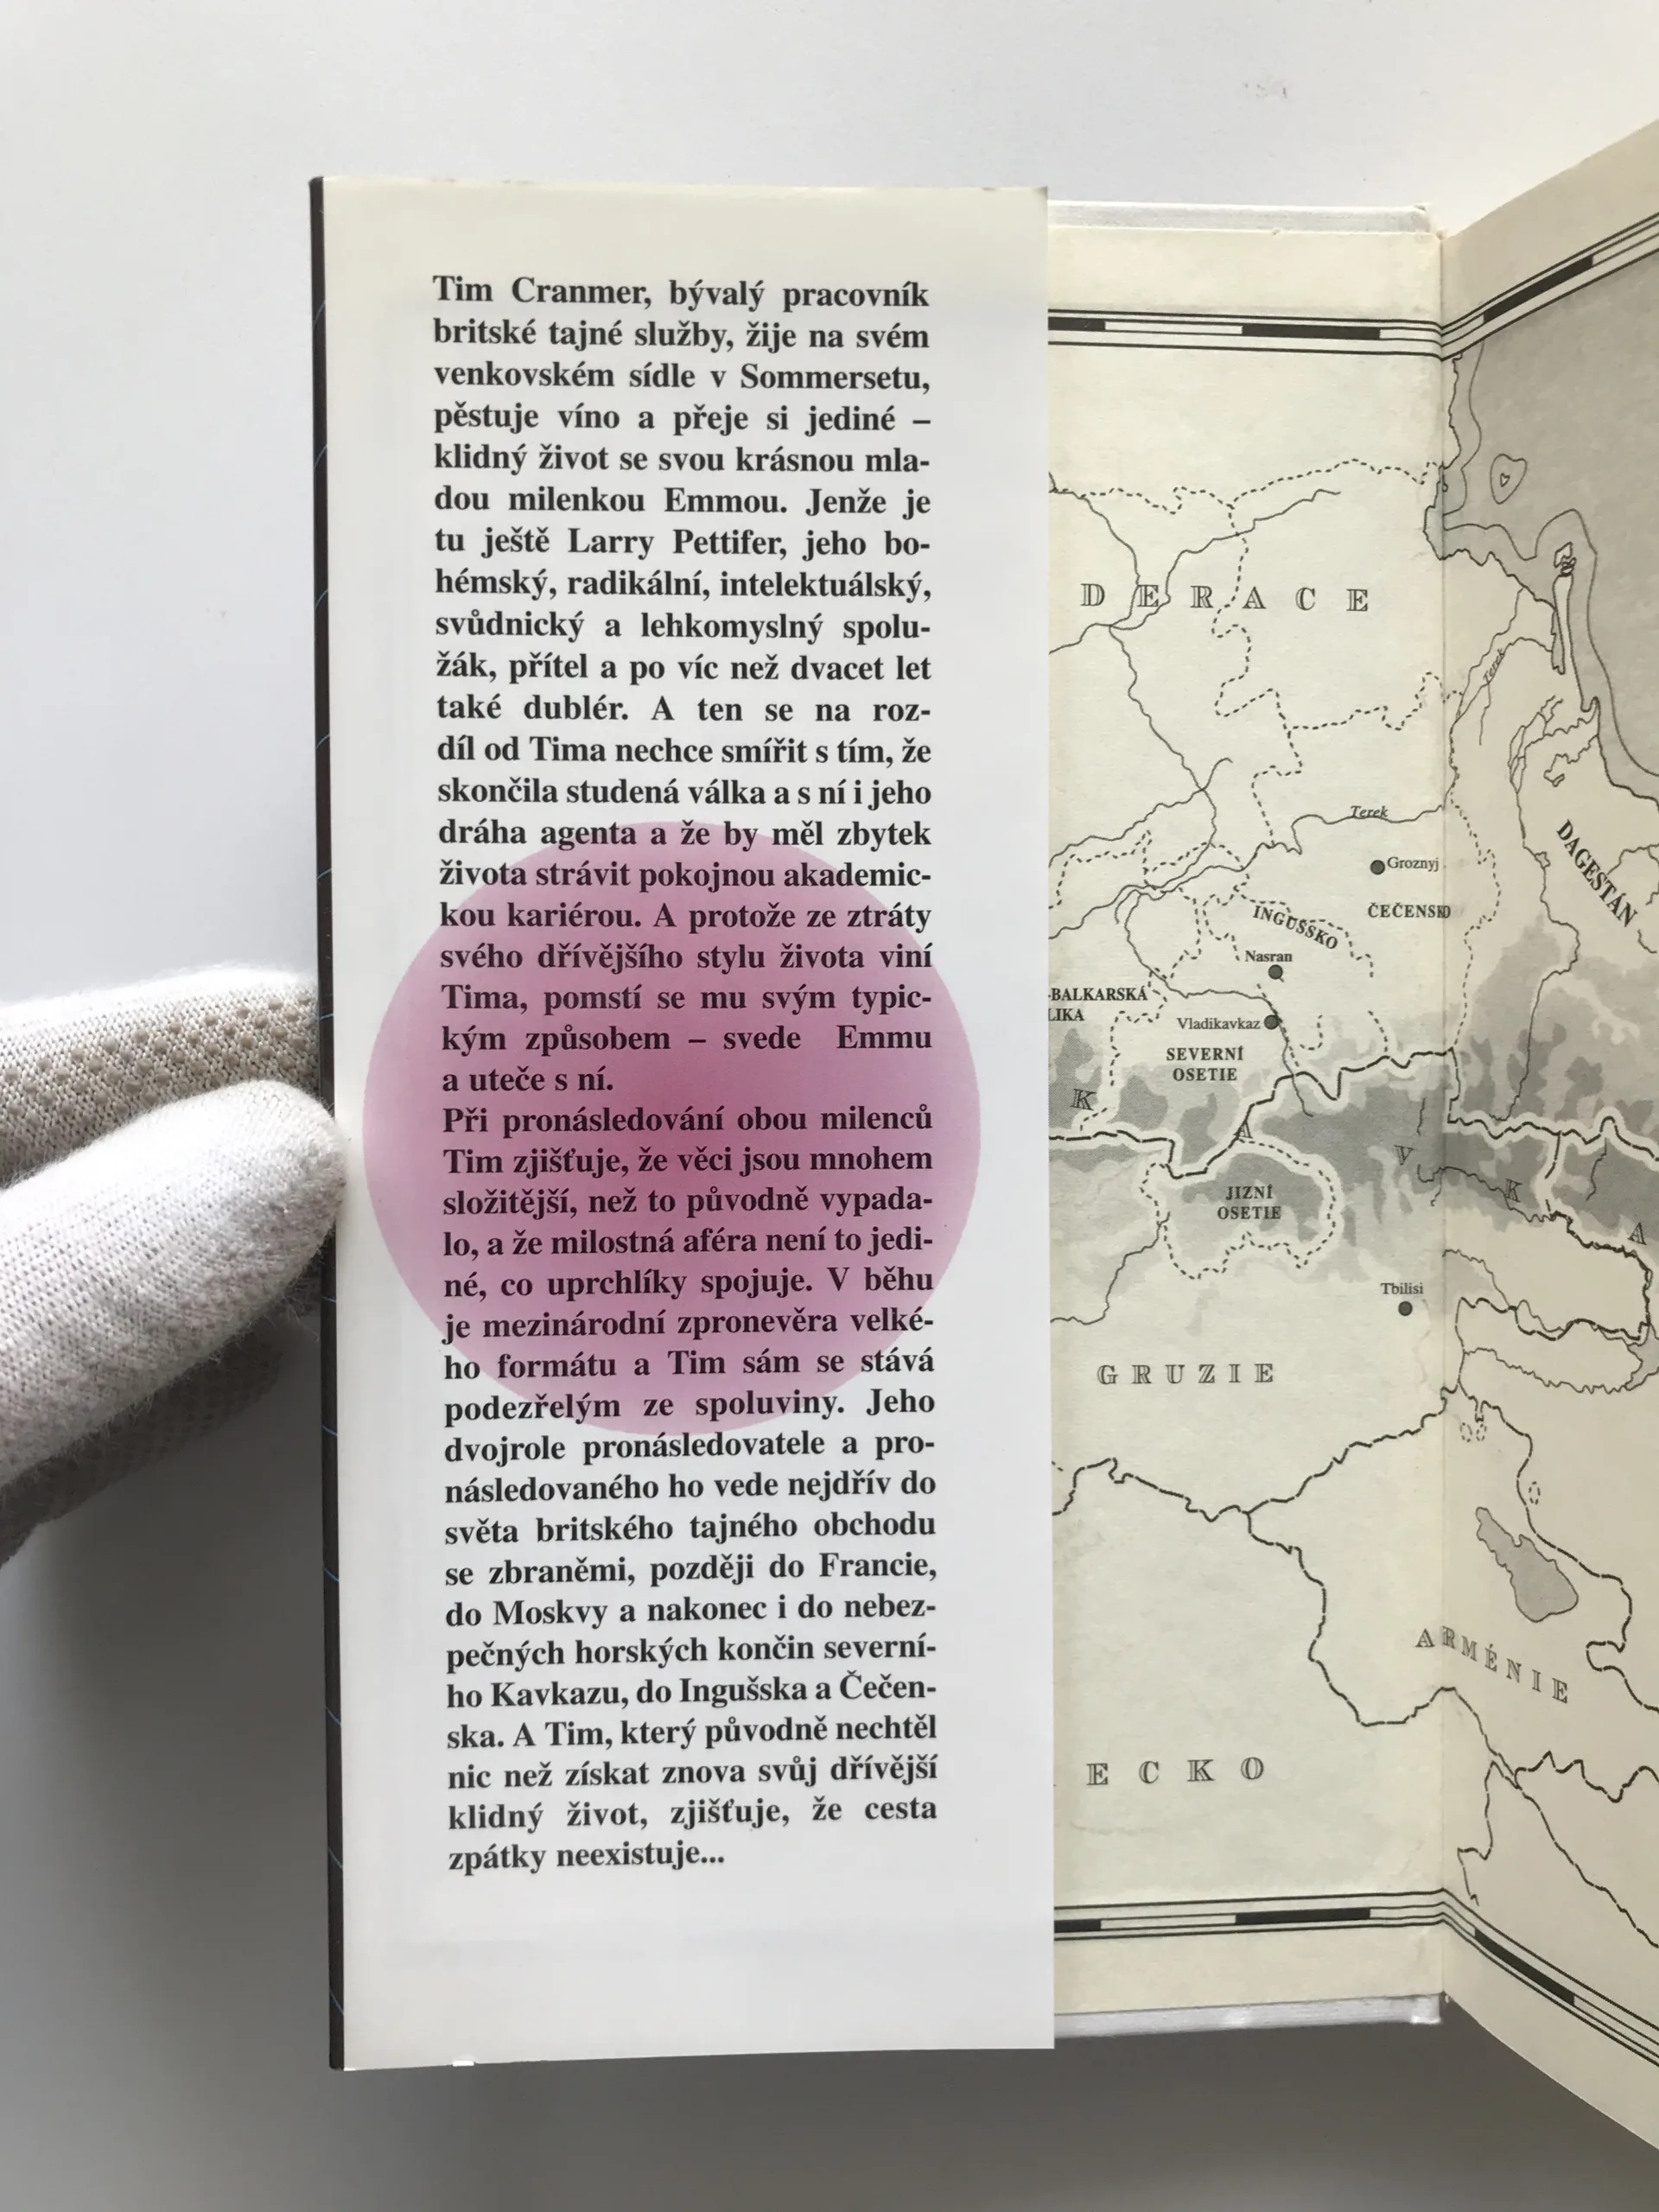 Tim Cranmer, bývalý pracovník
britské tajné služby, žije na svém
venkovském sídle v Sommersetu,
pěstuje víno a přeje si jediné –
klidný život se svou krásnou mla-
dou milenkou Emmou. Jenže je
tu ještě Larry Pettifer, jeho bo-
hémský, radikální, intelektuálský,
svůdnický a lehkomyslný spolu-
žák, přítel a po víc než dvacet let
také dublér. A ten se na roz-
díl od Tima nechce smířit s tím, že
skončila studená válka a s ní i jeho
dráha agenta a že by měl zbytek
života strávit pokojnou akademic-
kou kariérou. A protože ze ztráty
svého dřívějšího stylu života viní
Tima, pomstí se mu svým typic-
kým způsobem – svede Emmu
a uteče s ní.
Při pronásledování obou milenců
Tim zjišťuje, že věci jsou mnohem
složitější, než to původně vypada-
lo, a že milostná aféra není to jedi-
né, co uprchlíky spojuje. V běhu
je mezinárodní zpronevěra velké-
ho formátu a Tim sám se stává
podezřelým ze spoluviny. Jeho
dvojrole pronásledovatele a pro-
následovaného ho vede nejdřív do
světa britského tajného obchodu
se zbraněmi, později do Francie,
do Moskvy a nakonec i do nebez-
pečných horských končin severní-
ho Kavkazu, do Ingušska a Čečen-
ska. A Tim, který původně nechtěl
nic než získat znova svůj dřívější
klidný život, zjišťuje, že cesta
zpátky neexistuje...
DERACE
Terek
Terek
Groznyj
ČEČENSKO
DAGESTÁN
INGUŠSKO
Nasran
-BALKARSKÁ
LIKA
Vladikavkaz
SEVERNÍ
OSETIE
K A V K A
JIZNÍ
OSETIE
Tbilisi
GRUZIE
ARMÉNIE
ECKO